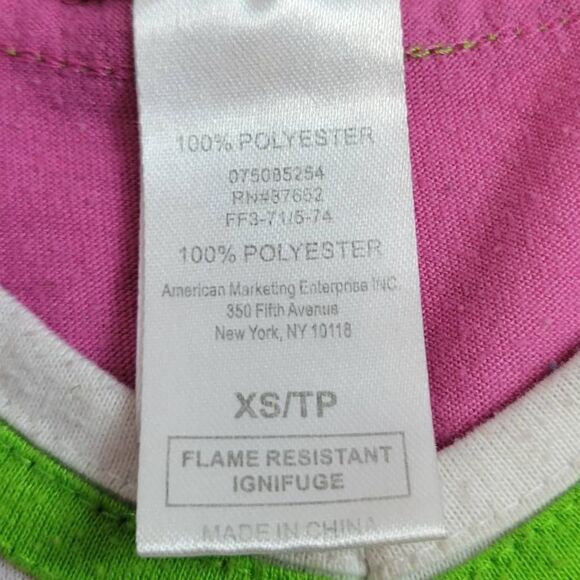 100% POLYESTER
075085254
RN#87652
FF3-71/5-74
100% POLYESTER
American Marketing Enterprise INC.
350 Fifth Avenue
New York, NY 10118
XS/TP
FLAME RESISTANT
IGNIFUGE
MADE IN CHINA